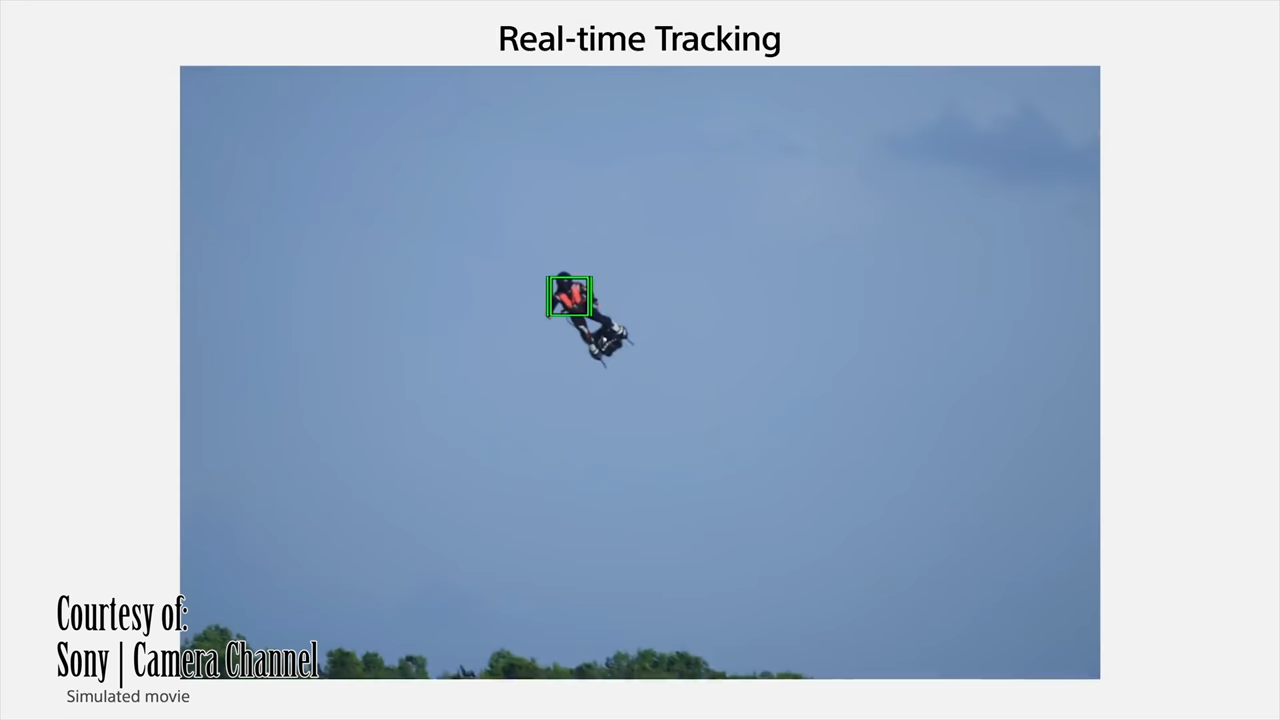 Real-time Tracking
Courtesy of:
Sony | Camera Channel
Simulated movie